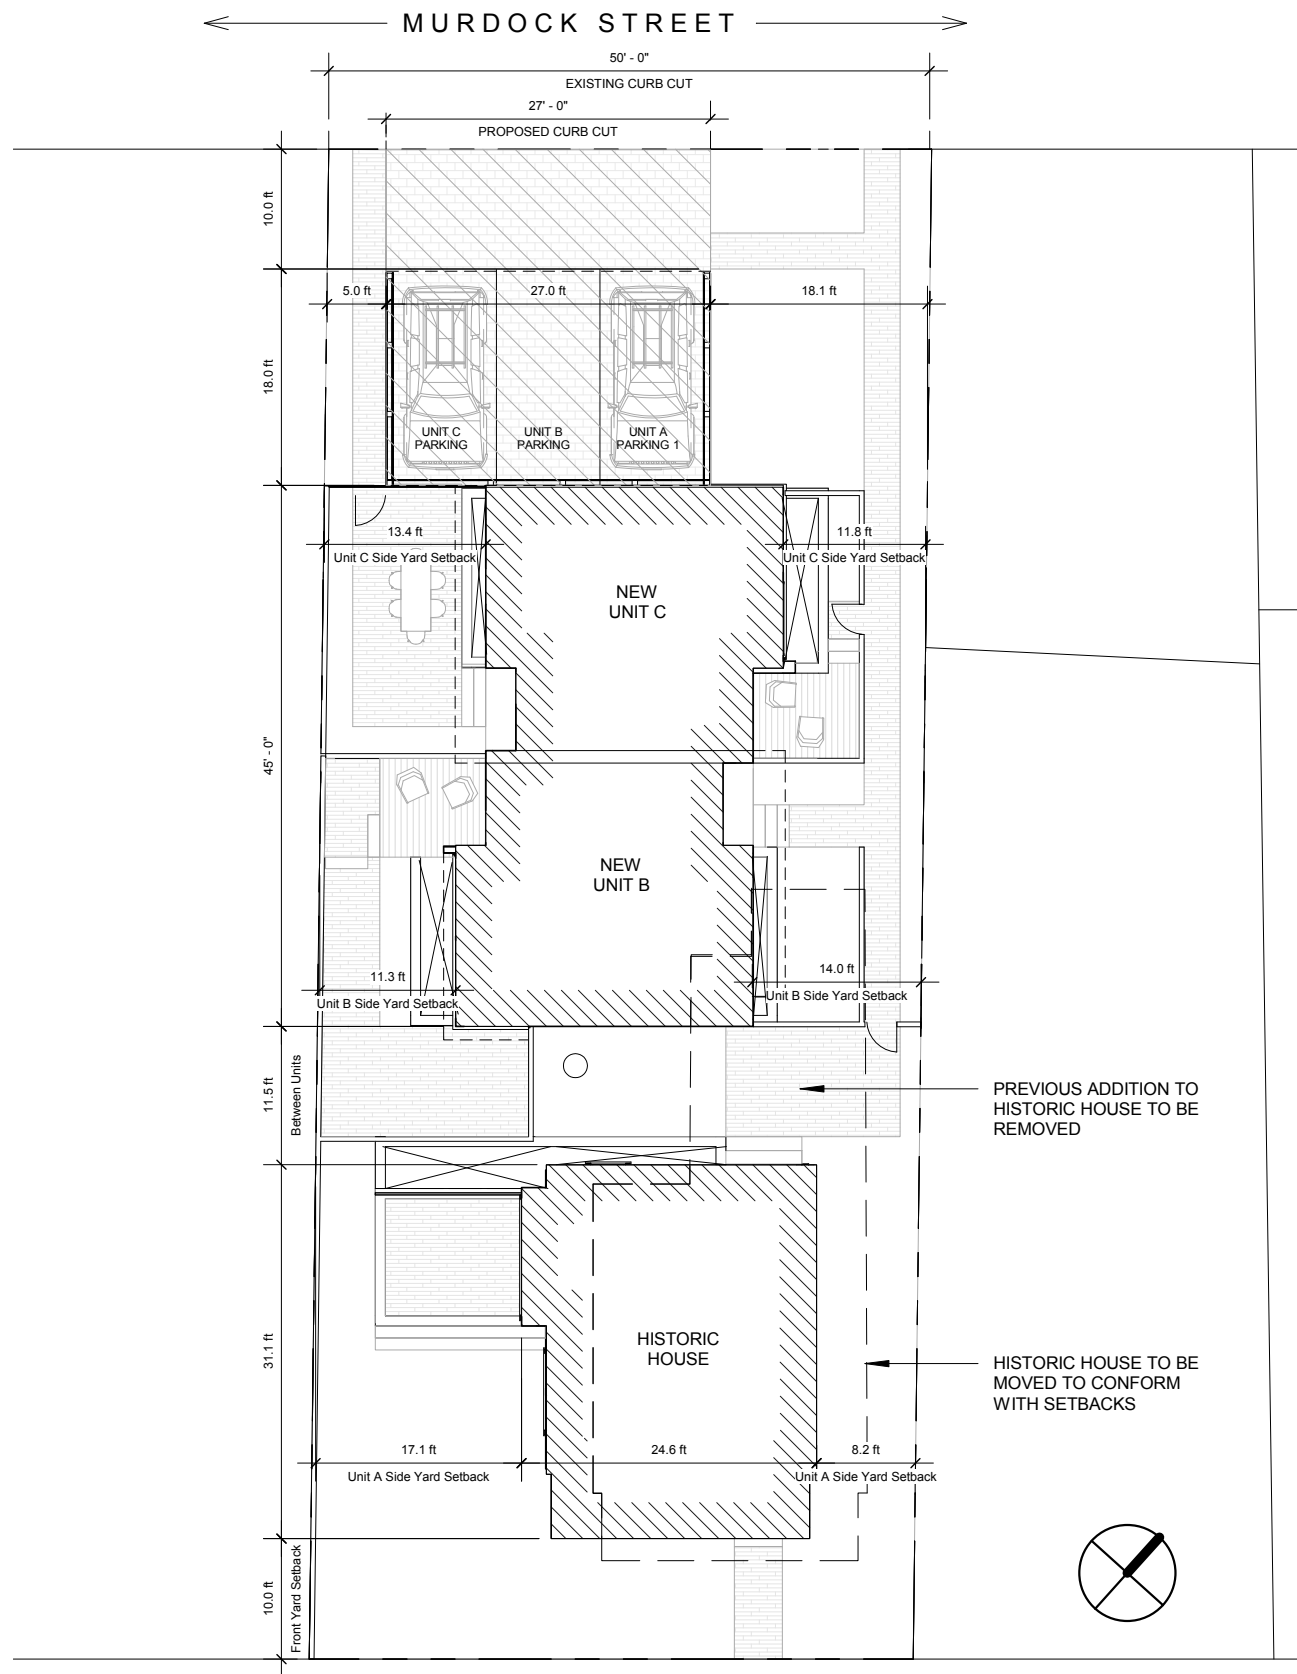 MURDOCK STREET
50' - 0"
EXISTING CURB CUT
27' - 0"
PROPOSED CURB CUT
10.0 ft
5.0 ft
27.0 ft
18.1 ft
18.0 ft
UNIT C
PARKING
UNIT B
PARKING
UNIT A
PARKING 1
13.4 ft
Unit C Side Yard Setback
11.8 ft
Unit C Side Yard Setback
NEW
UNIT C
45' - 0"
NEW
UNIT B
11.3 ft
Unit B Side Yard Setback
14.0 ft
Unit B Side Yard Setback
11.5 ft
Between Units
PREVIOUS ADDITION TO
HISTORIC HOUSE TO BE
REMOVED
31.1 ft
HISTORIC
HOUSE
HISTORIC HOUSE TO BE
MOVED TO CONFORM
WITH SETBACKS
17.1 ft
Unit A Side Yard Setback
24.6 ft
8.2 ft
Unit A Side Yard Setback
10.0 ft
Front Yard Setback